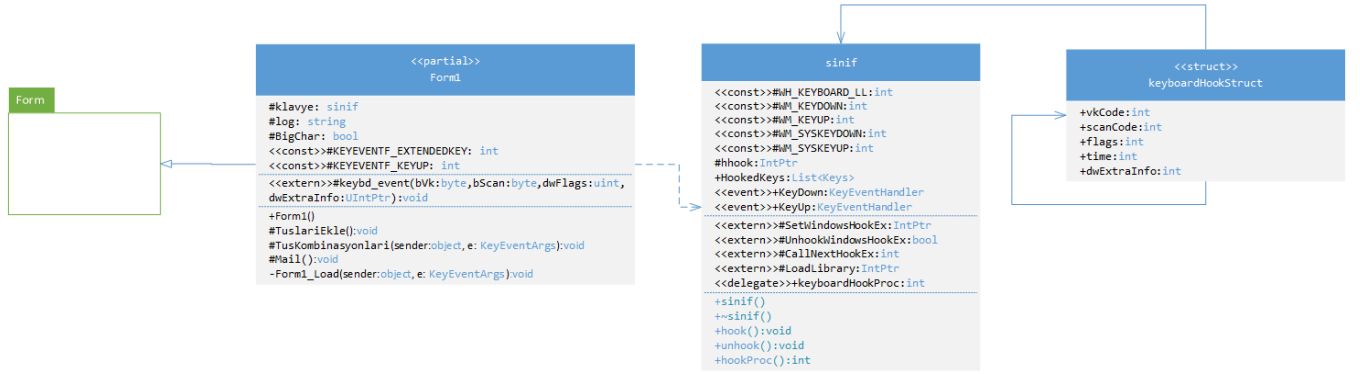 Form
<<partial>>
Form1
#klavye: sinif
#log: string
#BigChar: bool
<<const>>#KEYEVENTF_EXTENDEDKEY: int
<<const>>#KEYEVENTF_KEYUP: int
<<extern>>#keybd_event(bVk:byte,bScan:byte,dwFlags:uint,
dwExtraInfo:UIntPtr):void
+Form1()
#TuslariEkle():void
#TusKombinasyonlari(sender:object, e: KeyEventArgs):void
#Mail():void
-Form1_Load(sender:object, e: KeyEventArgs):void
sinif
<<const>>#WH_KEYBOARD_LL:int
<<const>>#WM_KEYDOWN:int
<<const>>#WM_KEYUP:int
<<const>>#WM_SYSKEYDOWN:int
<<const>>#WM_SYSKEYUP:int
#hhook:IntPtr
+HookedKeys:List<Keys>
<<event>>+KeyDown:KeyEventHandler
<<event>>+KeyUp:KeyEventHandler
<<extern>>#SetWindowsHookEx:IntPtr
<<extern>>#UnhookWindowsHookEx:bool
<<extern>>#CallNextHookEx:int
<<extern>>#LoadLibrary:IntPtr
<<delegate>>+keyboardHookProc:int
+sinif()
+~sinif()
+hook():void
+unhook():void
+hookProc():int
<<struct>>
keyboardHookStruct
+vkCode:int
+scanCode:int
+flags:int
+time:int
+dwExtraInfo:int